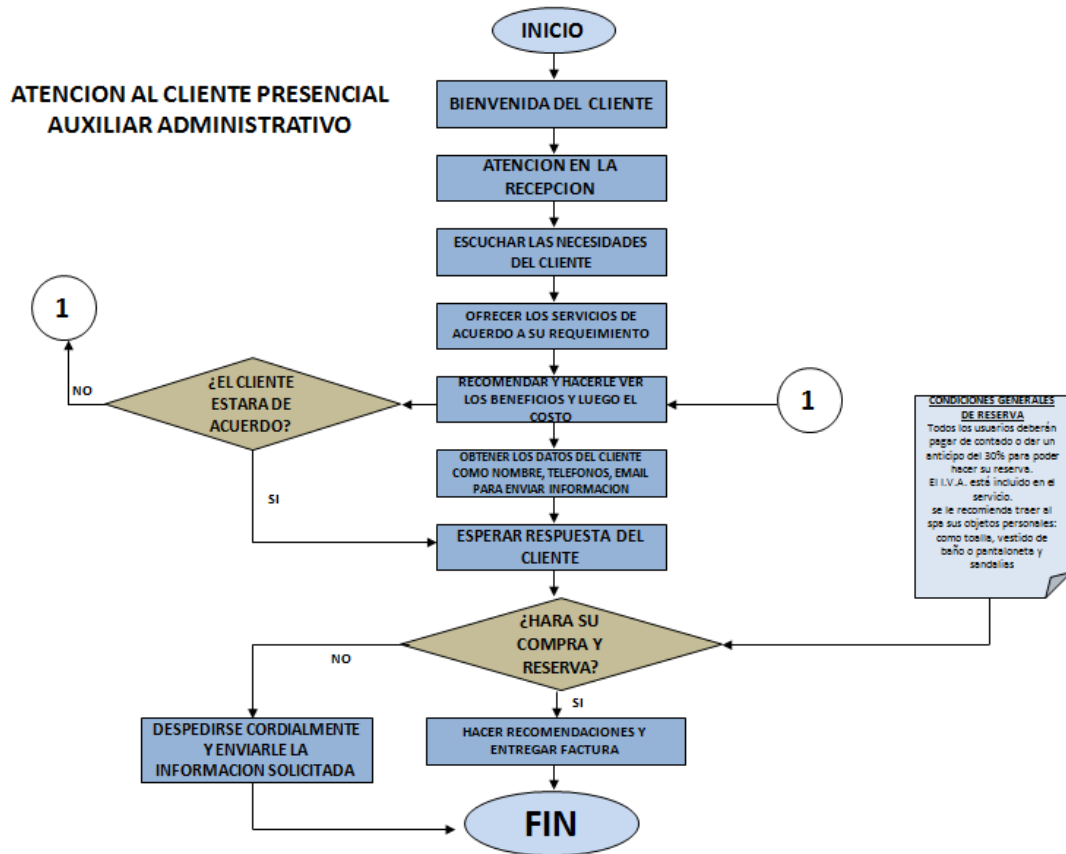 INICIO
ATENCION AL CLIENTE PRESENCIAL
AUXILIAR ADMINISTRATIVO
BIENVENIDA DEL CLIENTE
ATENCION EN LA
RECEPCION
ESCUCHAR LAS NECESIDADES
DEL CLIENTE
1
OFRECER LOS SERVICIOS DE
ACUERDO A SU REQUEIMIENTO
NO
¿EL CLIENTE
ESTARA DE
ACUERDO?
RECOMENDAR Y HACERLE VER
LOS BENEFICIOS Y LUEGO EL
COSTO
1
CONDICIONES GENERALES
DE RESERVA
Todos los usuarios deberán
pagar de contado o dar un
anticipo del 30% para poder
hacer su reserva.
El I.V.A. está incluido en el
servicio.
se le recomienda traer al
spa sus objetos personales:
como toalla, vestido de
baño o pantaloneta y
sandalias
OBTENER LOS DATOS DEL CLIENTE
COMO NOMBRE, TELEFONOS, EMAIL
PARA ENVIAR INFORMACION
SI
ESPERAR RESPUESTA DEL
CLIENTE
¿HARA SU
COMPRA Y
RESERVA?
NO
SI
DESPEDIRSE CORDIALMENTE
Y ENVIARLE LA
INFORMACION SOLICITADA
HACER RECOMENDACIONES Y
ENTREGAR FACTURA
FIN